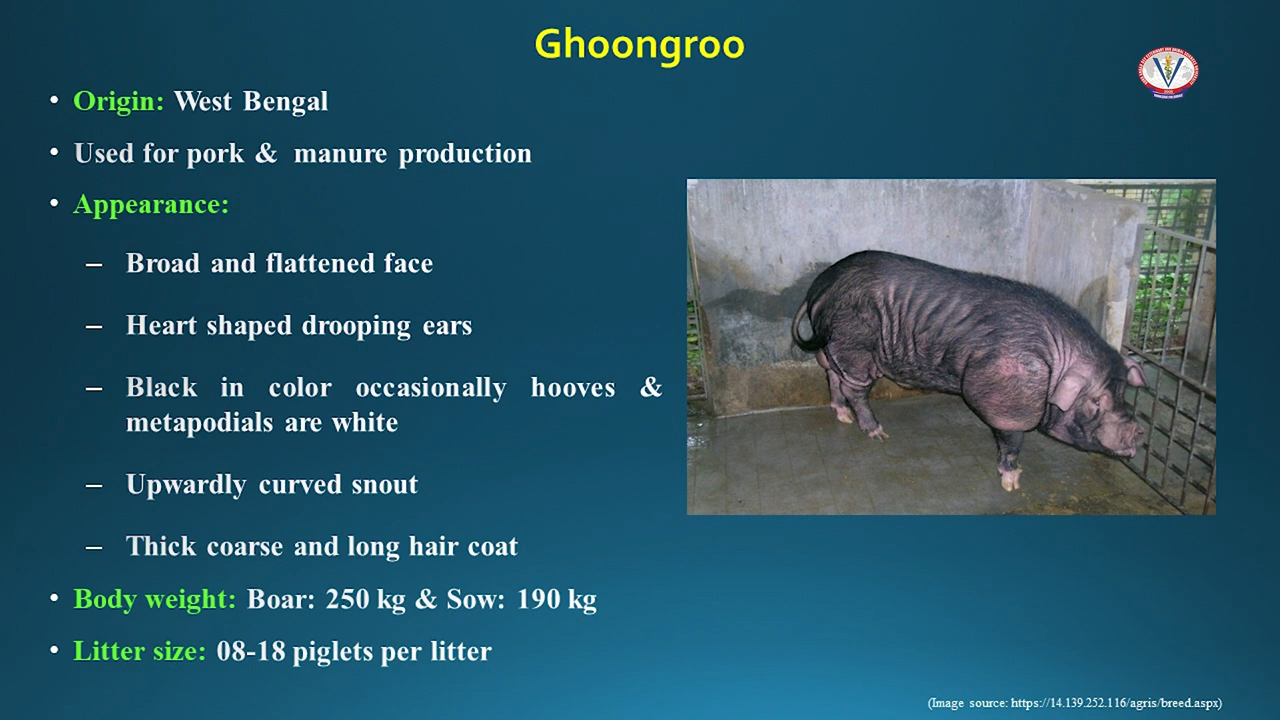 Ghoongroo
• Origin: West Bengal
• Used for pork & manure production
• Appearance:
– Broad and flattened face
– Heart shaped drooping ears
– Black in color occasionally hooves &
metapodials are white
– Upwardly curved snout
– Thick coarse and long hair coat
• Body weight: Boar: 250 kg & Sow: 190 kg
• Litter size: 08-18 piglets per litter
(Image source: https://14.139.252.116/agris/breed.aspx)